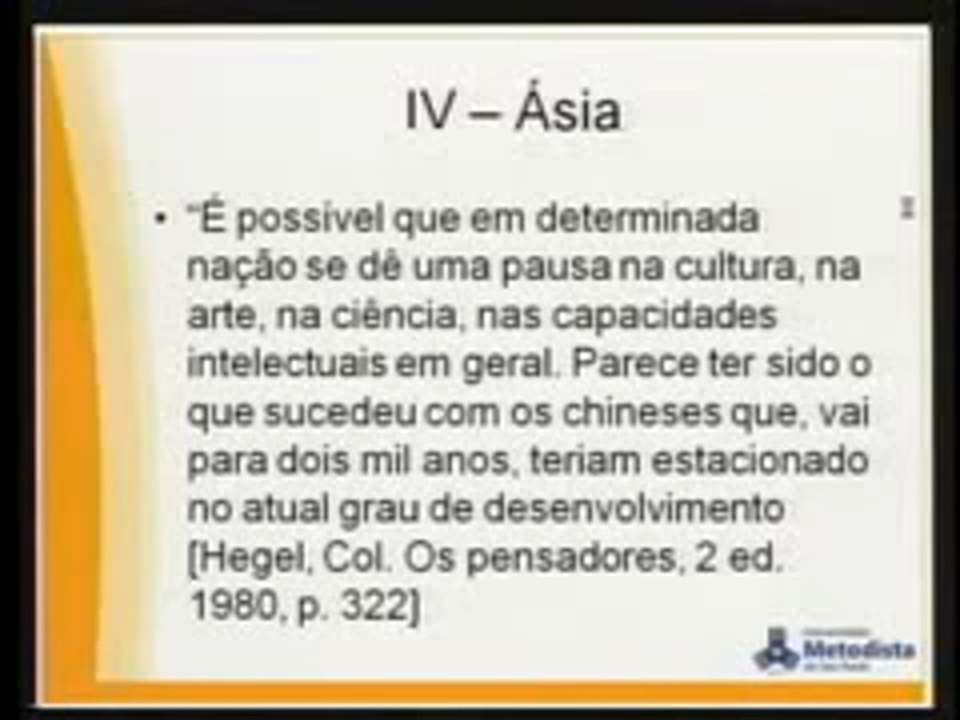 IV – Ásia
• “É possível que em determinada
nação se dê uma pausa na cultura, na
arte, na ciência, nas capacidades
intelectuais em geral. Parece ter sido o
que sucedeu com os chineses que, vai
para dois mil anos, teriam estacionado
no atual grau de desenvolvimento
[Hegel, Col. Os pensadores, 2 ed.
1980, p. 322]
Metodista